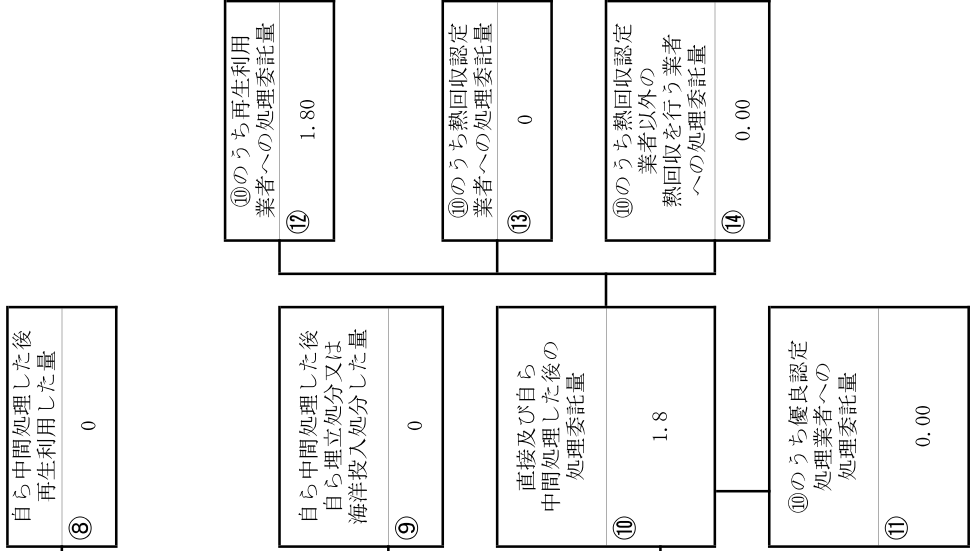 自ら中間処理した後
再生利用した量
⑧
0
自ら中間処理した後
自ら埋立処分又は
海洋投入処分した量
⑨
0
直接及び自ら
中間処理した後の
処理委託量
⑩
1.8
⑩のうち優良認定
処理業者への
処理委託量
⑪
0.00
⑩のうち再生利用
業者への処理委託量
⑫
1.80
⑩のうち熱回収認定
業者への処理委託量
⑬
0
⑩のうち熱回収認定
業者以外の
熱回収を行う業者
への処理委託量
⑭
0.00